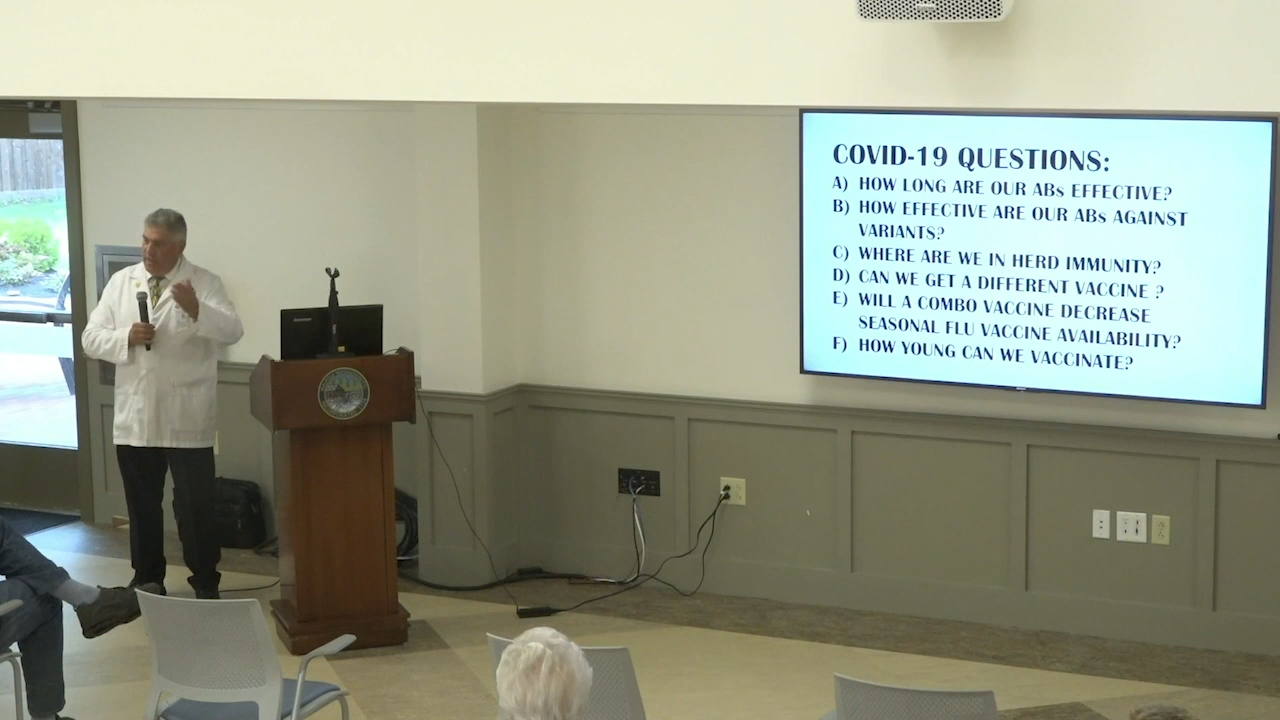 COVID-19 QUESTIONS:
A) HOW LONG ARE OUR ABs EFFECTIVE?
B) HOW EFFECTIVE ARE OUR ABs AGAINST
VARIANTS?
C) WHERE ARE WE IN HERD IMMUNITY?
D) CAN WE GET A DIFFERENT VACCINE ?
E) WILL A COMBO VACCINE DECREASE
SEASONAL FLU VACCINE AVAILABILITY?
F) HOW YOUNG CAN WE VACCINATE?